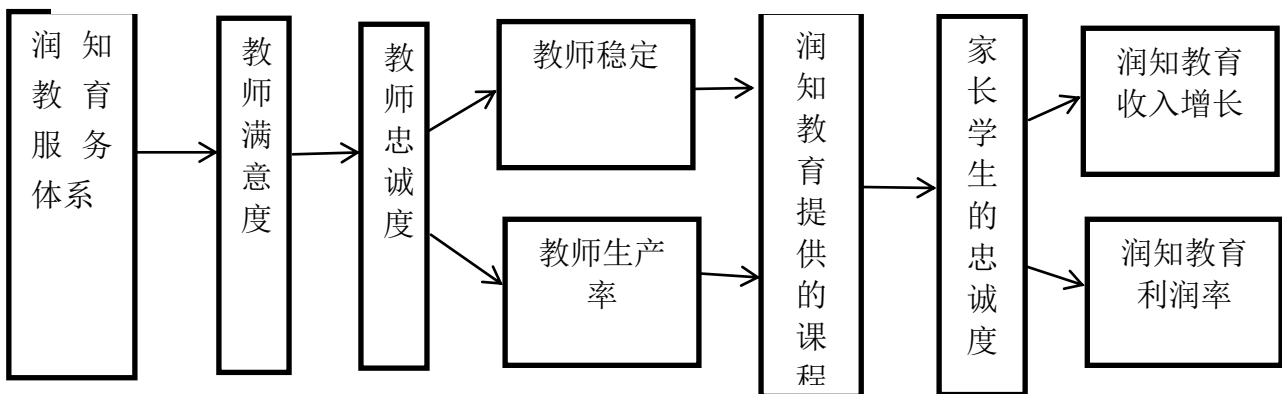 润知
教育
服务
体系
教师满意度
教师忠诚度
教师稳定
教师生产
率
润知教育提供的课程
家长学生的忠诚度
润知教育
收入增长
润知教育
利润率